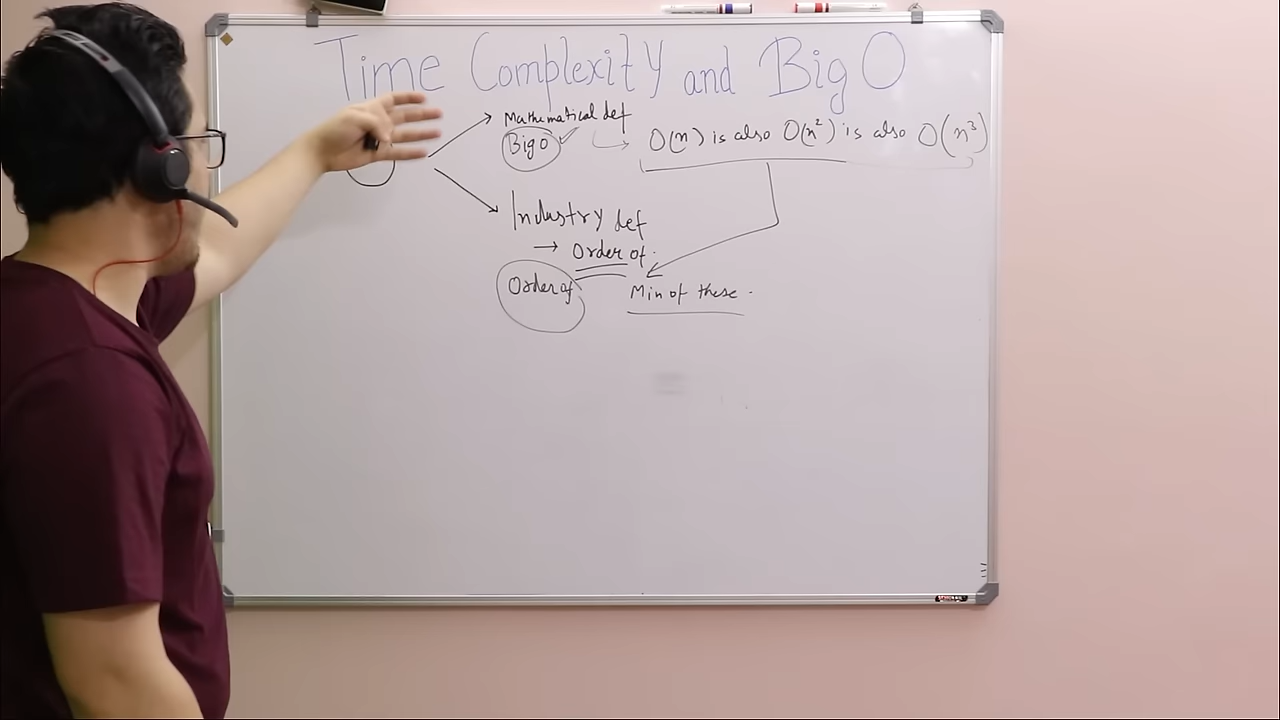 Time Complexity and Big O
Mathematical def
Big O
O(n) is also O(n²) is also O(n³)
Industry def
→ Order of.
Order of
Min of these.